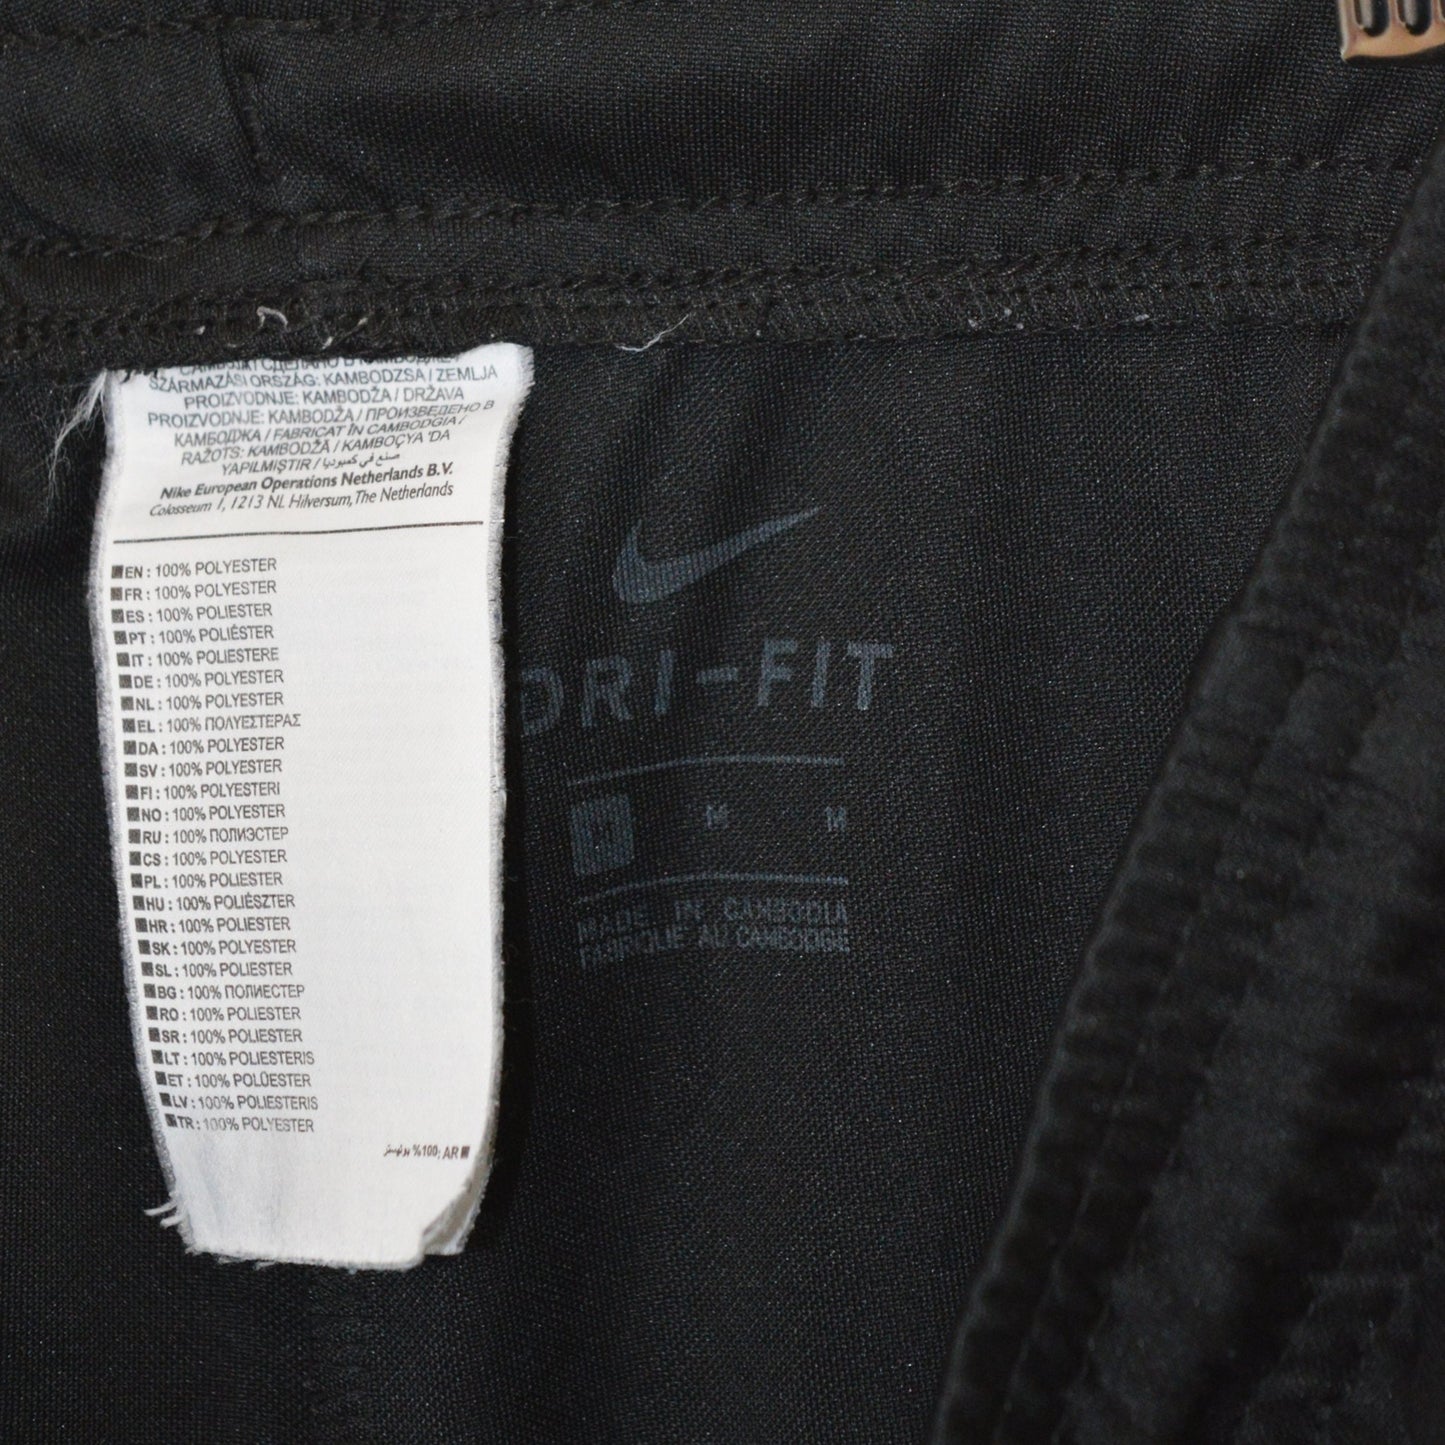 SZÁRMAZÁSI ORSZÁG: KAMBODZSA / ZEMLJA
PROIZVODNJE: KAMBODŽA / DRŽAVA
PROIZVODNJE: KAMBODŽA / ПРОИЗВЕДЕНО В
КАМБОДЖА / FABRICAT ÎN CAMBODGIA /
RAŽOTS: KAMBODŽĀ / KAMBOÇYA 'DA
YAPILMIŞTIR / صنع في كمبوديا
Nike European Operations Netherlands B.V.
Colosseum 1, 1213 NL Hilversum, The Netherlands
EN : 100% POLYESTER
FR : 100% POLYESTER
ES : 100% POLIESTER
PT : 100% POLIÉSTER
IT : 100% POLIESTERE
DE : 100% POLYESTER
NL : 100% POLYESTER
EL : 100% ΠΟΛΥΕΣΤΕΡΑΣ
DA : 100% POLYESTER
SV : 100% POLYESTER
FI : 100% POLYESTERI
NO : 100% POLYESTER
RU : 100% ПОЛИЭСТЕР
CS : 100% POLYESTER
PL : 100% POLIESTER
HU : 100% POLIÉSZTER
HR : 100% POLIESTER
SK : 100% POLYESTER
SL : 100% POLIESTER
BG : 100% ПОЛИЕСТЕР
RO : 100% POLIESTER
SR : 100% POLIESTER
LT : 100% POLIESTERIS
ET : 100% POLÜESTER
LV : 100% POLIESTERIS
TR : 100% POLYESTER
AR :100% بوليستر
DRI-FIT
M M M
MADE IN CAMBODIA
FABRIQUE AU CAMBODGE